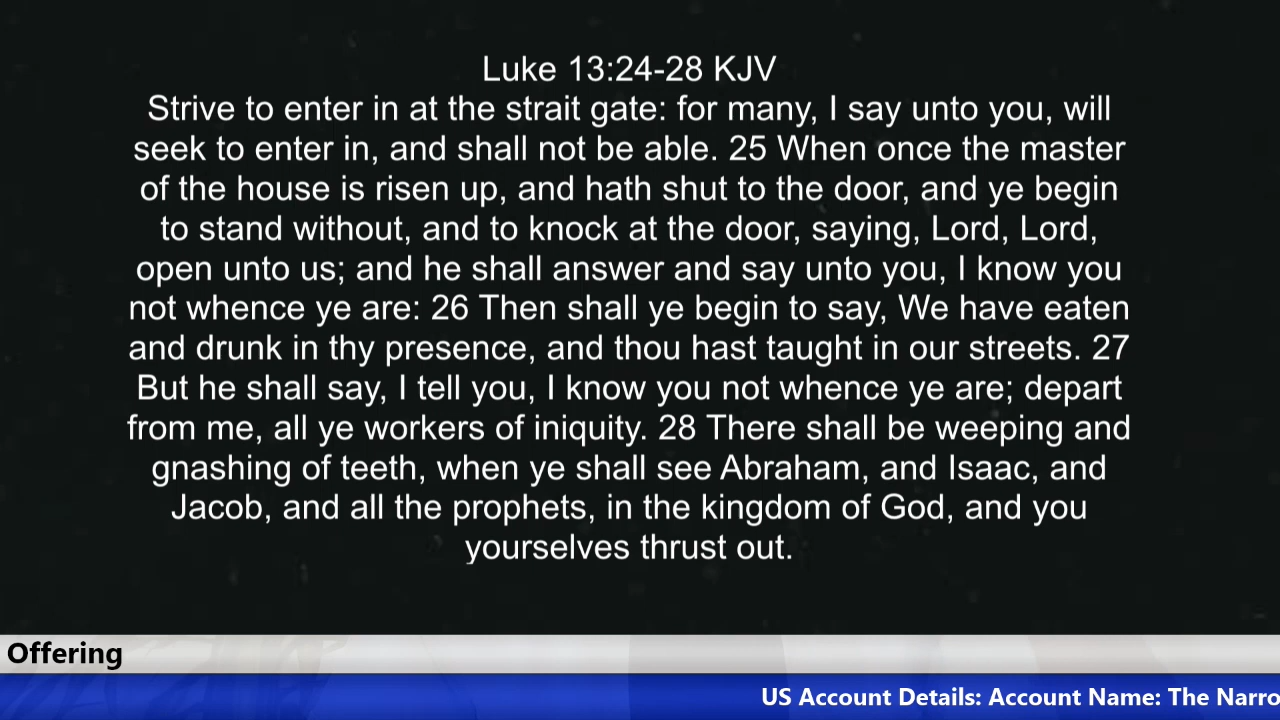 Luke 13:24-28 KJV
Strive to enter in at the strait gate: for many, I say unto you, will
seek to enter in, and shall not be able. 25 When once the master
of the house is risen up, and hath shut to the door, and ye begin
to stand without, and to knock at the door, saying, Lord, Lord,
open unto us; and he shall answer and say unto you, I know you
not whence ye are: 26 Then shall ye begin to say, We have eaten
and drunk in thy presence, and thou hast taught in our streets. 27
But he shall say, I tell you, I know you not whence ye are; depart
from me, all ye workers of iniquity. 28 There shall be weeping and
gnashing of teeth, when ye shall see Abraham, and Isaac, and
Jacob, and all the prophets, in the kingdom of God, and you
yourselves thrust out.
Offering
US Account Details: Account Name: The Narro